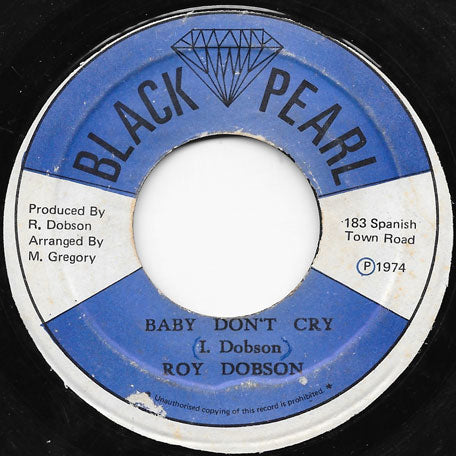 BLACK PEARL
Produced By
R. Dobson
Arranged By
M. Gregory
183 Spanish
Town Road
Ⓟ1974
BABY DON'T CRY
(I. Dobson)
ROY DOBSON
Unauthorised copying of this record is prohibited.